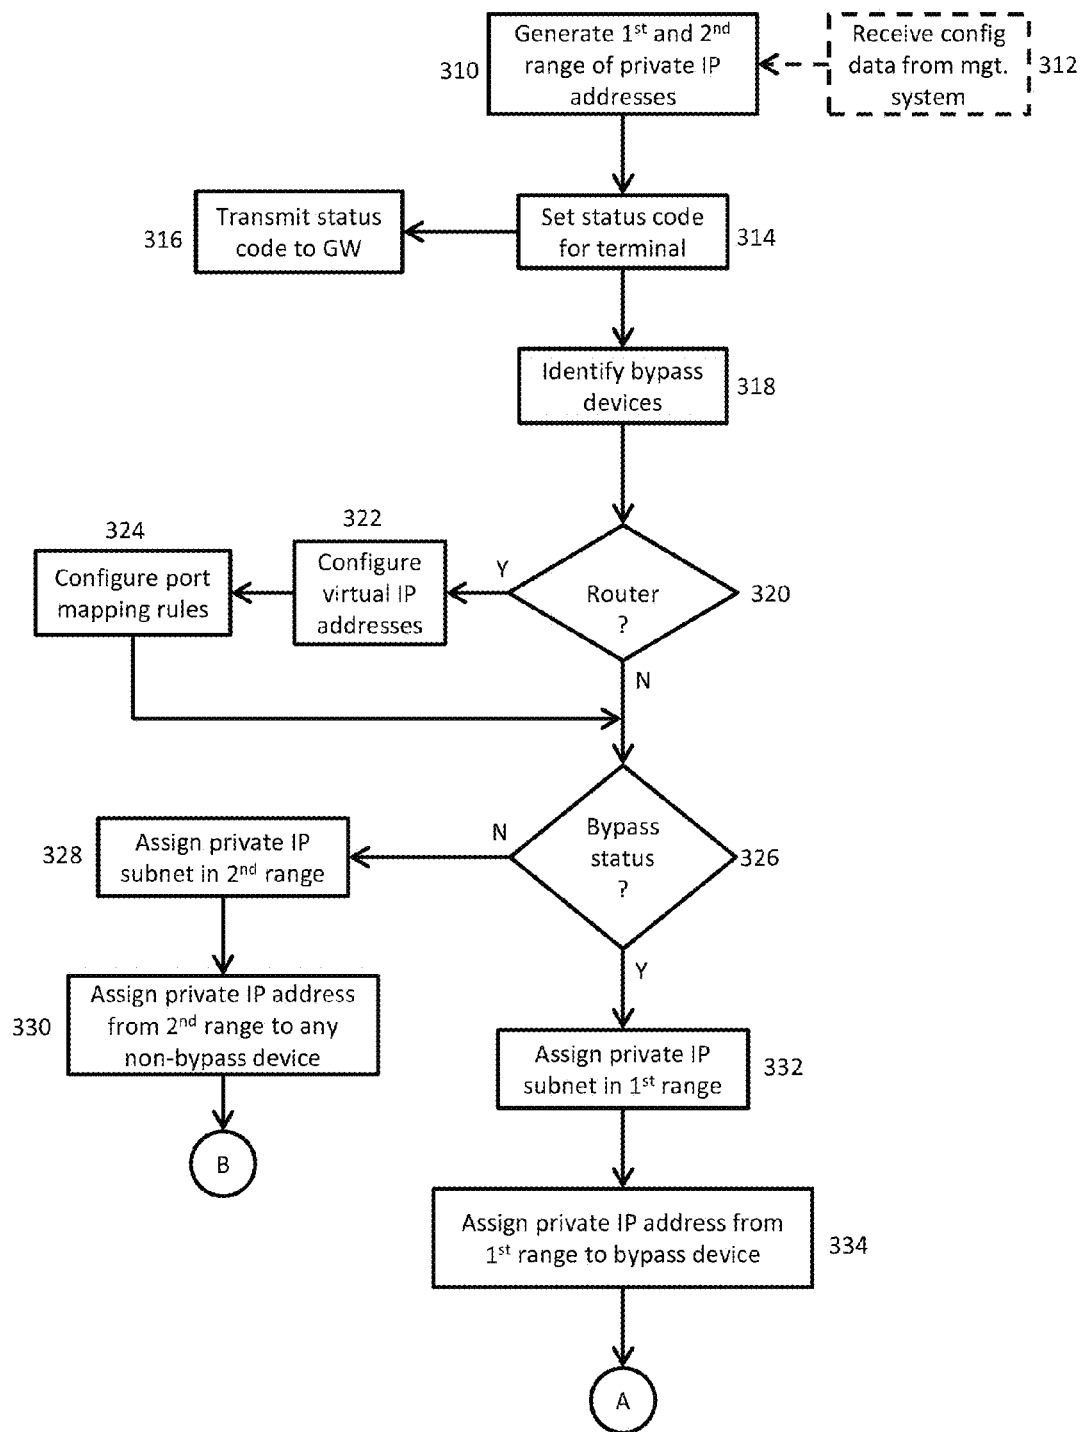 Generate 1st and 2nd
range of private IP
addresses
310
Receive config
data from mgt.
system
312
Transmit status
code to GW
316
Set status code
for terminal
314
Identify bypass
devices
318
324
322
Configure port
mapping rules
Configure
virtual IP
addresses
Y
Router
?
320
N
Assign private IP
subnet in 2nd range
328
N
Bypass
status
?
326
Y
Assign private IP address
from 2nd range to any
non-bypass device
330
Assign private IP
subnet in 1st range
332
B
Assign private IP address from
1st range to bypass device
334
A